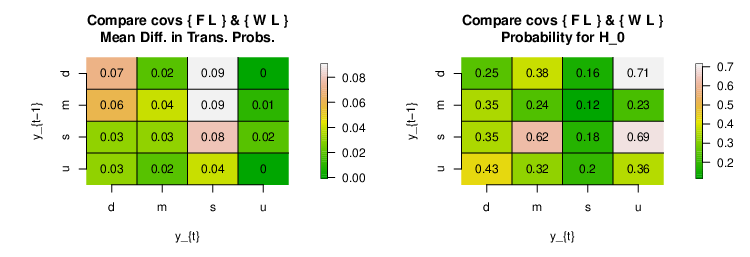 Compare covs { F L } & { W L }
Mean Diff. in Trans. Probs.
y_{t−1}
d 0.07 0.02 0.09 0
m 0.06 0.04 0.09 0.01
s 0.03 0.03 0.08 0.02
u 0.03 0.02 0.04 0
d m s u
y_{t}
0.08
0.06
0.04
0.02
0.00
Compare covs { F L } & { W L }
Probability for H_0
y_{t−1}
d 0.25 0.38 0.16 0.71
m 0.35 0.24 0.12 0.23
s 0.35 0.62 0.18 0.69
u 0.43 0.32 0.2 0.36
d m s u
y_{t}
0.7
0.6
0.5
0.4
0.3
0.2